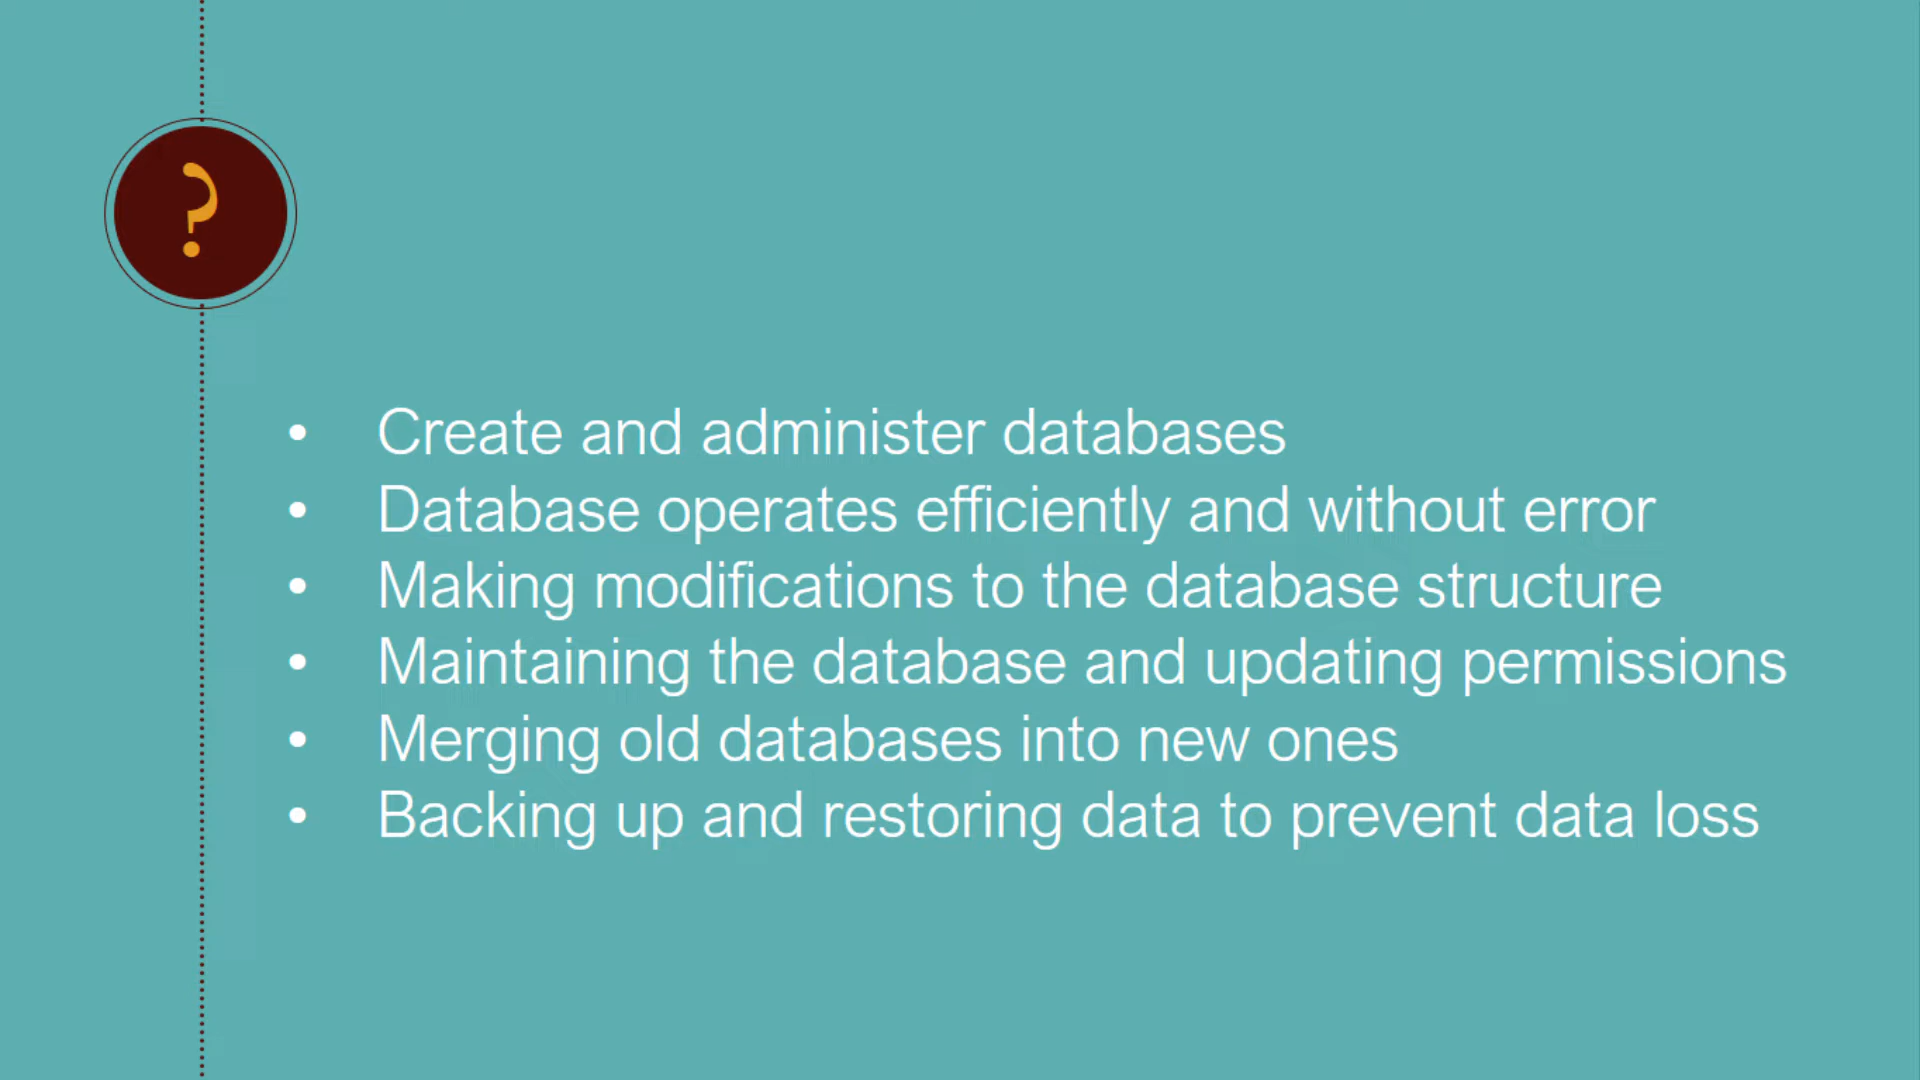 ?
• Create and administer databases
• Database operates efficiently and without error
• Making modifications to the database structure
• Maintaining the database and updating permissions
• Merging old databases into new ones
• Backing up and restoring data to prevent data loss